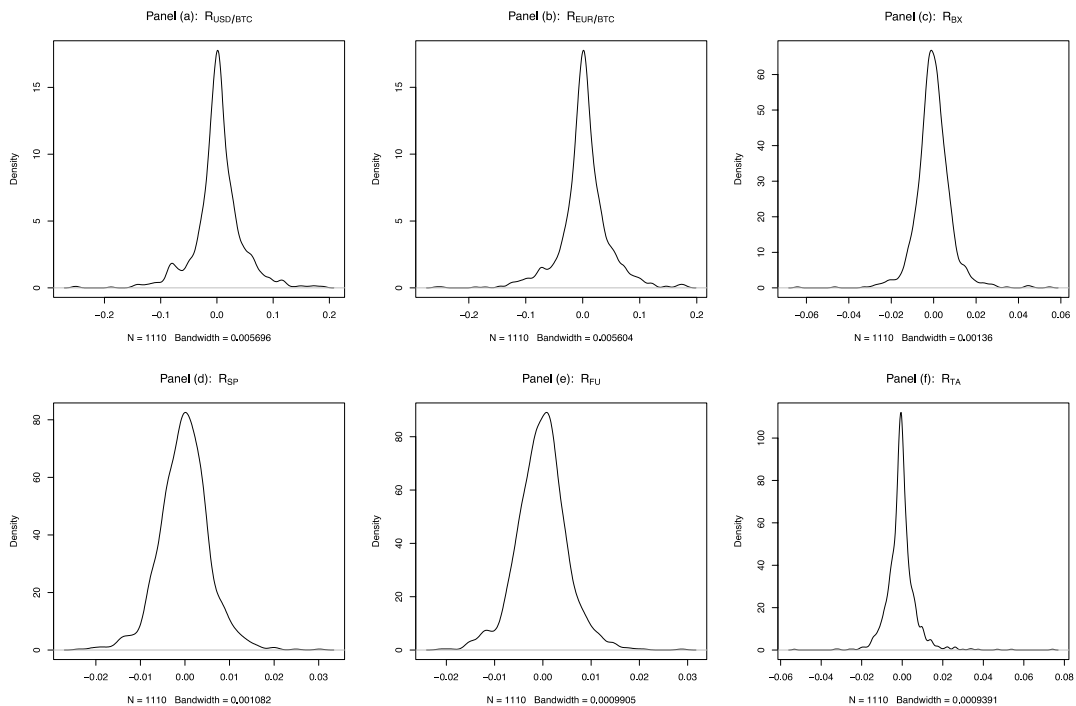 Panel (a): R_USD/BTC
Panel (b): R_EUR/BTC
Panel (c): R_BX
Density
15
10
5
0
−0.2 −0.1 0.0 0.1 0.2
N = 1110 Bandwidth = 0.005696
Density
15
10
5
0
−0.2 −0.1 0.0 0.1 0.2
N = 1110 Bandwidth = 0.005604
Density
60
50
40
30
20
10
0
−0.06 −0.04 −0.02 0.00 0.02 0.04 0.06
N = 1110 Bandwidth = 0.00136
Panel (d): R_SP
Panel (e): R_FU
Panel (f): R_TA
Density
80
60
40
20
0
−0.02 −0.01 0.00 0.01 0.02 0.03
N = 1110 Bandwidth = 0.001082
Density
80
60
40
20
0
−0.02 −0.01 0.00 0.01 0.02 0.03
N = 1110 Bandwidth = 0.0009905
Density
100
80
60
40
20
0
−0.06 −0.04 −0.02 0.00 0.02 0.04 0.06 0.08
N = 1110 Bandwidth = 0.0009391